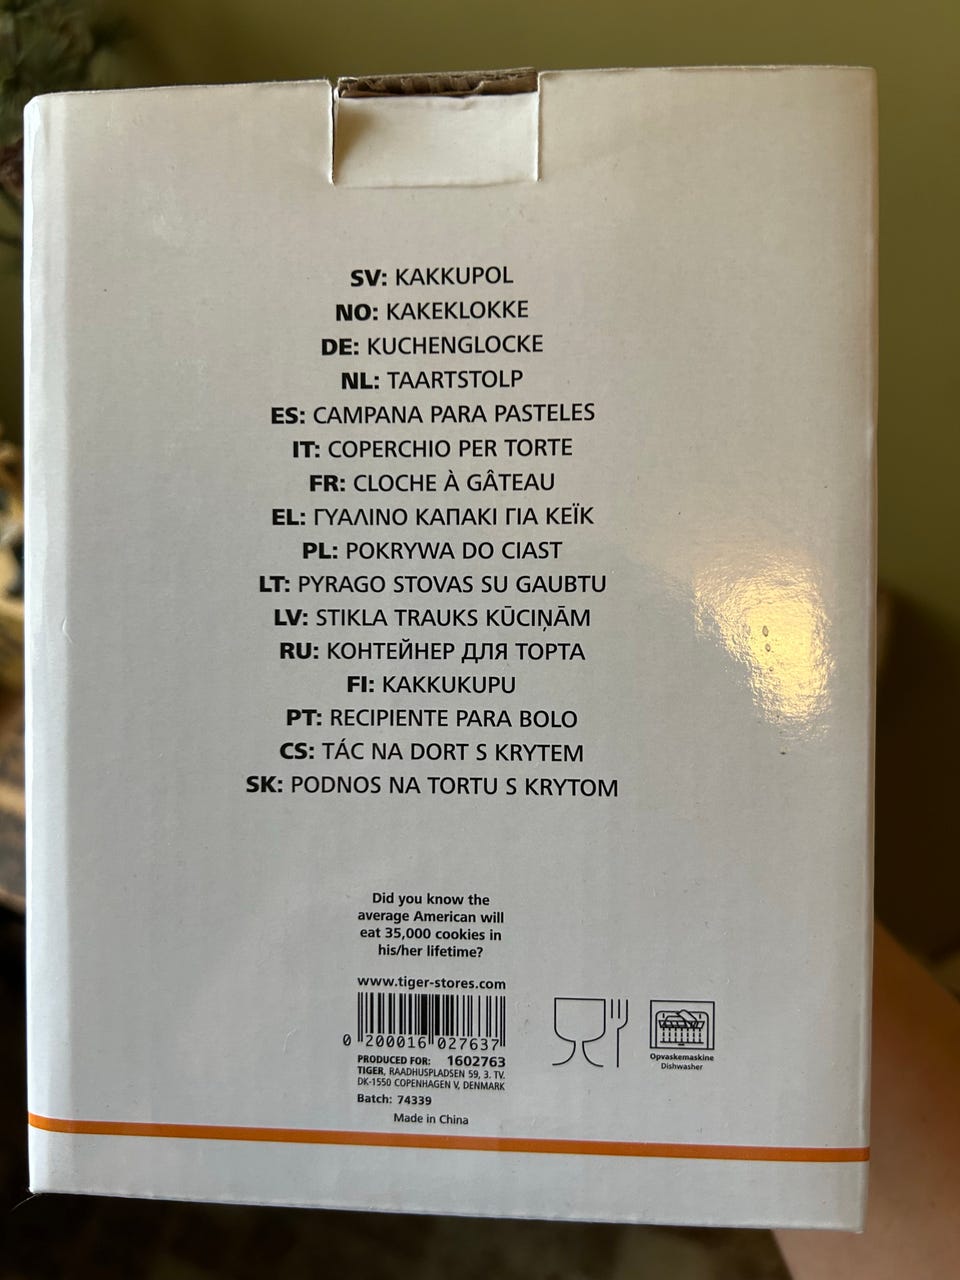 SV: KAKKUPOL
NO: KAKEKLOKKE
DE: KUCHENGLOCKE
NL: TAARTSTOLP
ES: CAMPANA PARA PASTELES
IT: COPERCHIO PER TORTE
FR: CLOCHE À GÂTEAU
EL: ΓΥΑΛΙΝΟ ΚΑΠΑΚΙ ΓΙΑ ΚΕΪΚ
PL: POKRYWA DO CIAST
LT: PYRAGO STOVAS SU GAUBTU
LV: STIKLA TRAUKS KŪCIŅĀM
RU: КОНТЕЙНЕР ДЛЯ ТОРТА
FI: KAKKUKUPU
PT: RECIPIENTE PARA BOLO
CS: TÁC NA DORT S KRYTEM
SK: PODNOS NA TORTU S KRYTOM
Did you know the
average American will
eat 35,000 cookies in
his/her lifetime?
www.tiger-stores.com
0 200016 027637
PRODUCED FOR: 1602763
TIGER, RAADHUSPLADSEN 59, 3. TV.
DK-1550 COPENHAGEN V, DENMARK
Batch: 74339
Made in China
Opvaskemaskine
Dishwasher